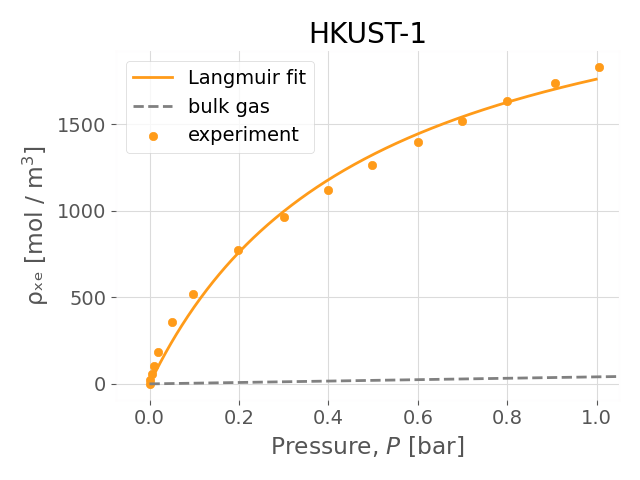 HKUST-1
Langmuir fit
bulk gas
experiment
ρₓₑ [mol / m³]
1500
1000
500
0
0.0 0.2 0.4 0.6 0.8 1.0
Pressure, P [bar]